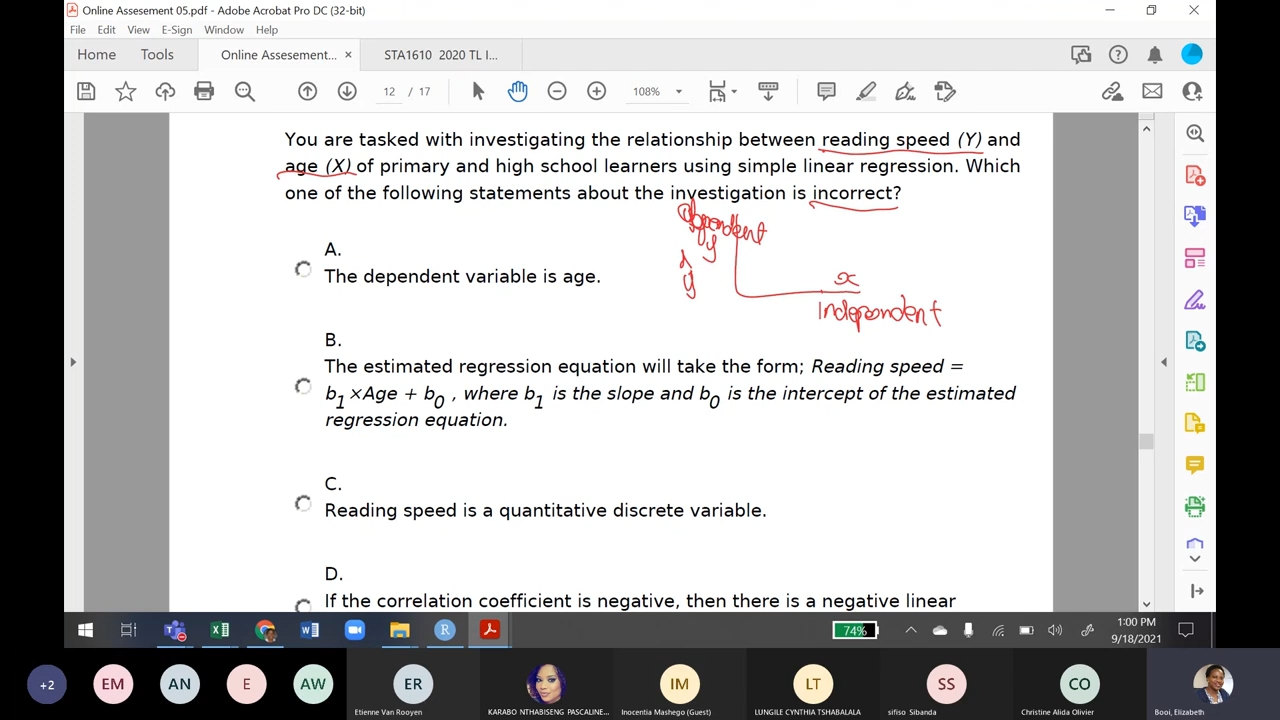 Online Assesement 05.pdf - Adobe Acrobat Pro DC (32-bit)
File Edit View E-Sign Window Help
Home Tools Online Assesement... × STA1610 2020 TL I...
12 / 17 108%
You are tasked with investigating the relationship between reading speed (Y) and
age (X) of primary and high school learners using simple linear regression. Which
one of the following statements about the investigation is incorrect?
dependent
y
x
ŷ
independent
A.
The dependent variable is age.
B.
The estimated regression equation will take the form; Reading speed =
b1×Age + b0 , where b1 is the slope and b0 is the intercept of the estimated
regression equation.
C.
Reading speed is a quantitative discrete variable.
D.
If the correlation coefficient is negative, then there is a negative linear
74% 1:00 PM
9/18/2021
+2 EM AN E AW ER IM LT SS CO
Etienne Van Rooyen KARABO NTHABISENG PASCALINE... Inocentia Mashego (Guest) LUNGILE CYNTHIA TSHABALALA sifiso Sibanda Christine Alida Olivier Booi, Elizabeth